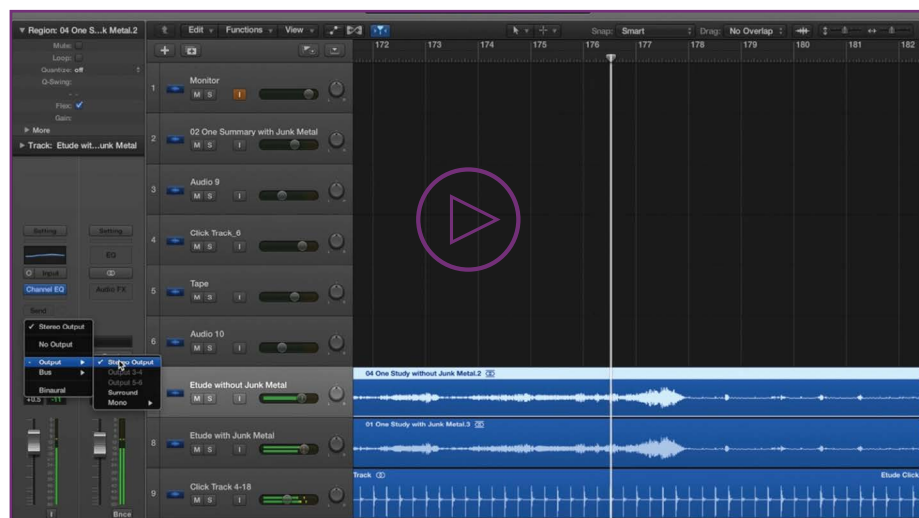 Region: 04 One S...k Metal.2
Mute:
Loop:
Quantize: off
Q-Swing:
Flex:
Gain:
More
Track: Etude wit...unk Metal
Edit
Functions
View
Snap: Smart
Drag: No Overlap
172 173 174 175 176 177 178 179 180 181 182
1 Monitor
M S I
2 02 One Summary with Junk Metal
M S I
3 Audio 9
M S I
4 Click Track_6
M S I
5 Tape
M S I
6 Audio 10
M S I
Etude without Junk Metal
M S I
8 Etude with Junk Metal
M S I
9 Click Track 4-18
M S I
Setting Setting
EQ
Input
Channel EQ Audio FX
Send
Stereo Output
No Output
Output
Bus
Binaural
Stereo Output
Output 3-4
Output 5-6
Surround
Mono
+0.5 -11
I Bnce
04 One Study without Junk Metal.2
01 One Study with Junk Metal.3
Track
Etude Click